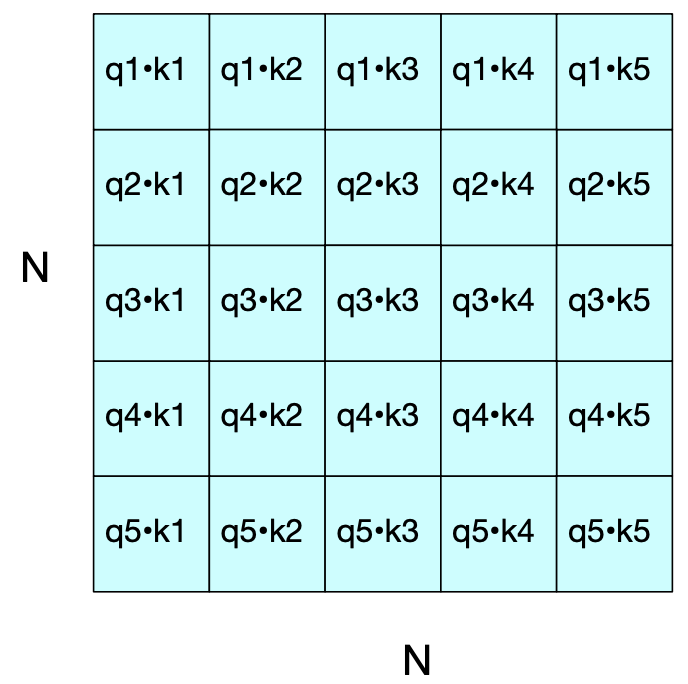 q1•k1 q1•k2 q1•k3 q1•k4 q1•k5
q2•k1 q2•k2 q2•k3 q2•k4 q2•k5
N
q3•k1 q3•k2 q3•k3 q3•k4 q3•k5
q4•k1 q4•k2 q4•k3 q4•k4 q4•k5
q5•k1 q5•k2 q5•k3 q5•k4 q5•k5
N